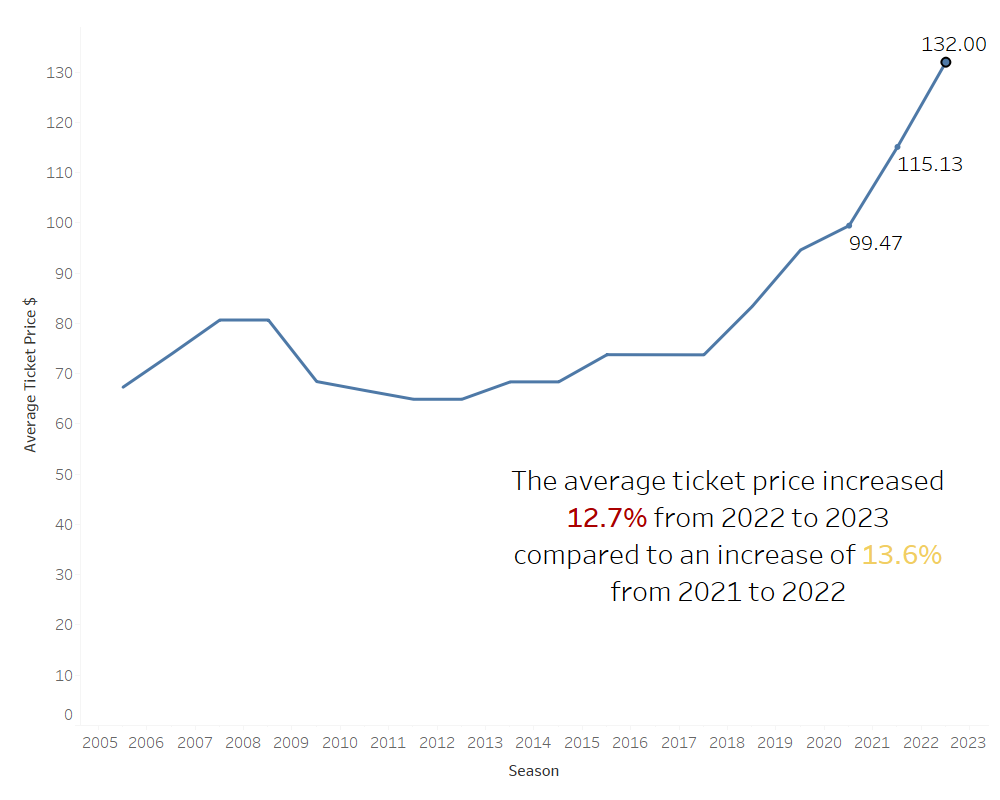 132.00
130
120
115.13
110
100
99.47
90
80
70
60
50
40
30
20
10
0
Average Ticket Price $
The average ticket price increased
12.7% from 2022 to 2023
compared to an increase of 13.6%
from 2021 to 2022
2005 2006 2007 2008 2009 2010 2011 2012 2013 2014 2015 2016 2017 2018 2019 2020 2021 2022 2023
Season